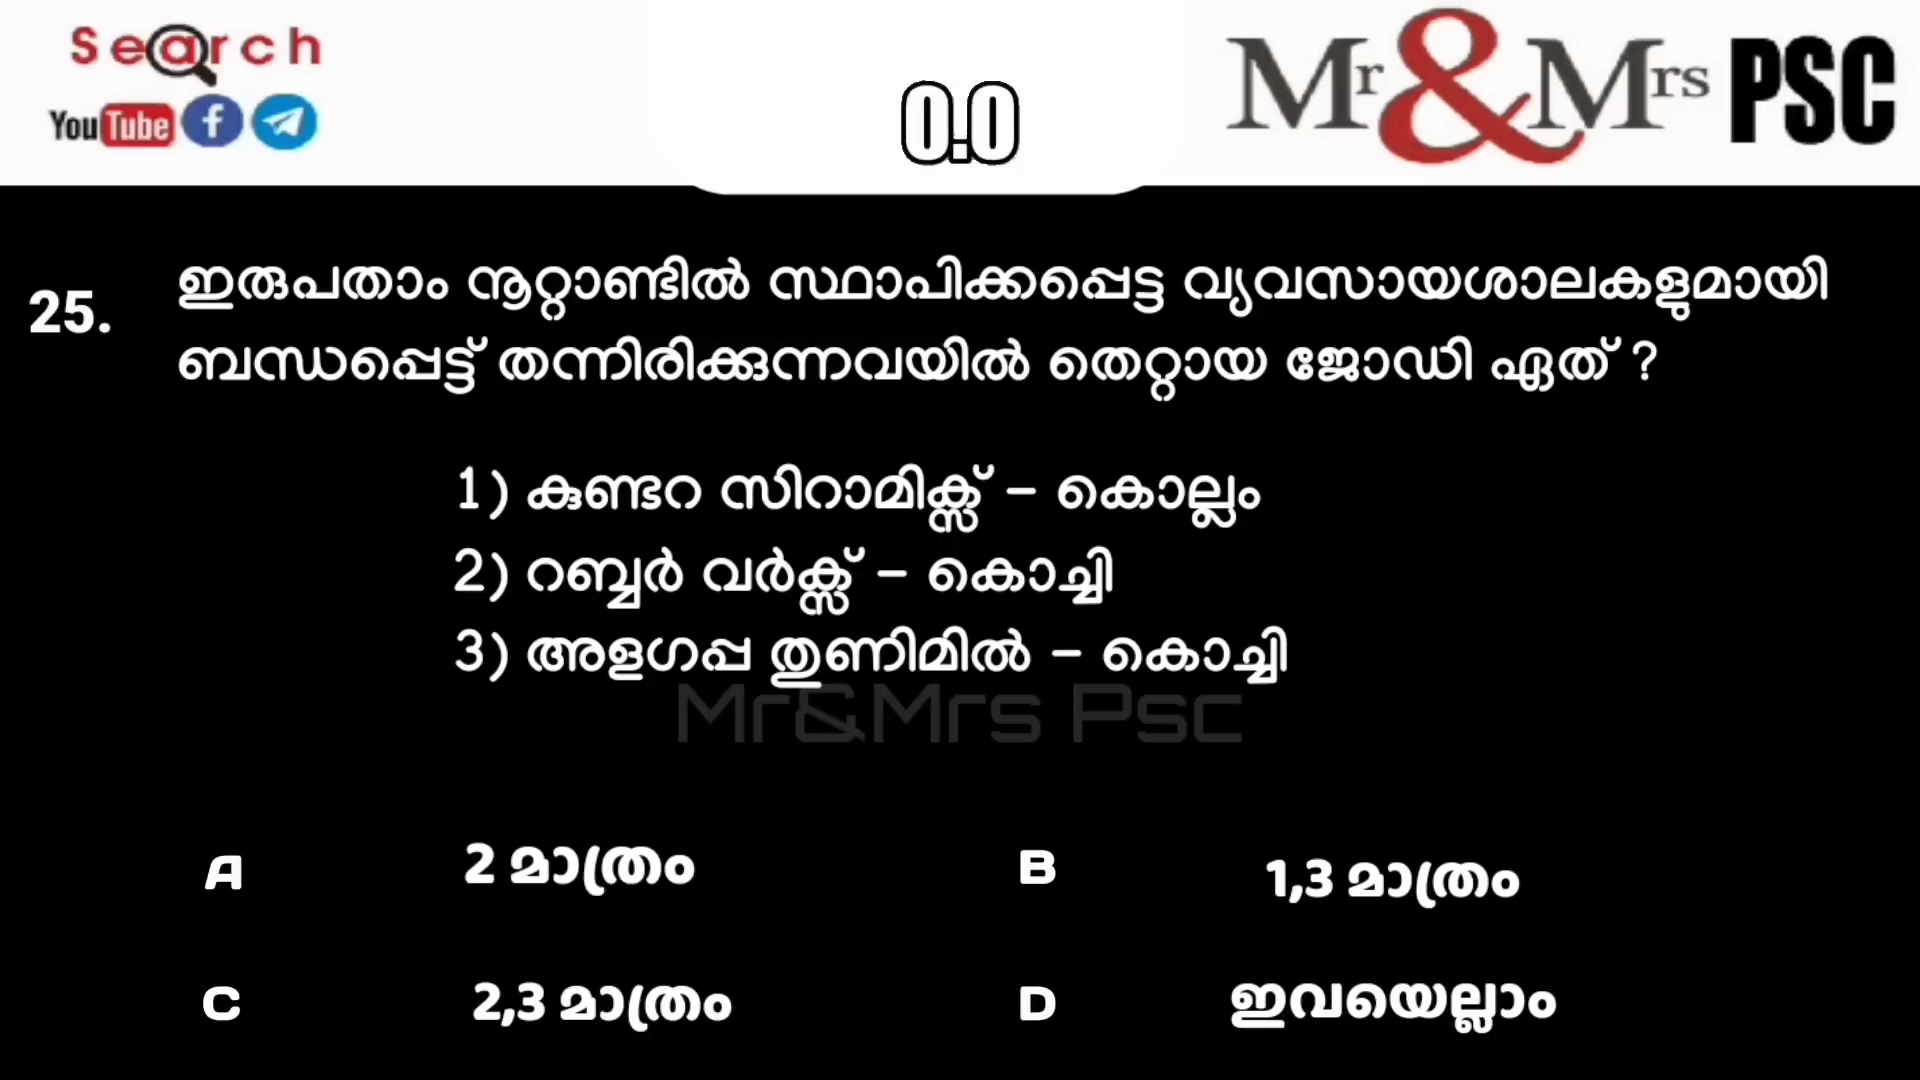 Search
YouTube
0.0
Mr&Mrs PSC
25. ഇരുപതാം നൂറ്റാണ്ടിൽ സ്ഥാപിക്കപ്പെട്ട വ്യവസായശാലകളുമായി
ബന്ധപ്പെട്ട് തന്നിരിക്കുന്നവയിൽ തെറ്റായ ജോഡി ഏത് ?
1) കുണ്ടറ സിറാമിക്സ് – കൊല്ലം
2) റബ്ബർ വർക്സ് – കൊച്ചി
3) അളഗപ്പ തുണിമിൽ – കൊച്ചി
Mr&Mrs Psc
A 2 മാത്രം
B 1,3 മാത്രം
C 2,3 മാത്രം
D ഇവയെല്ലാം